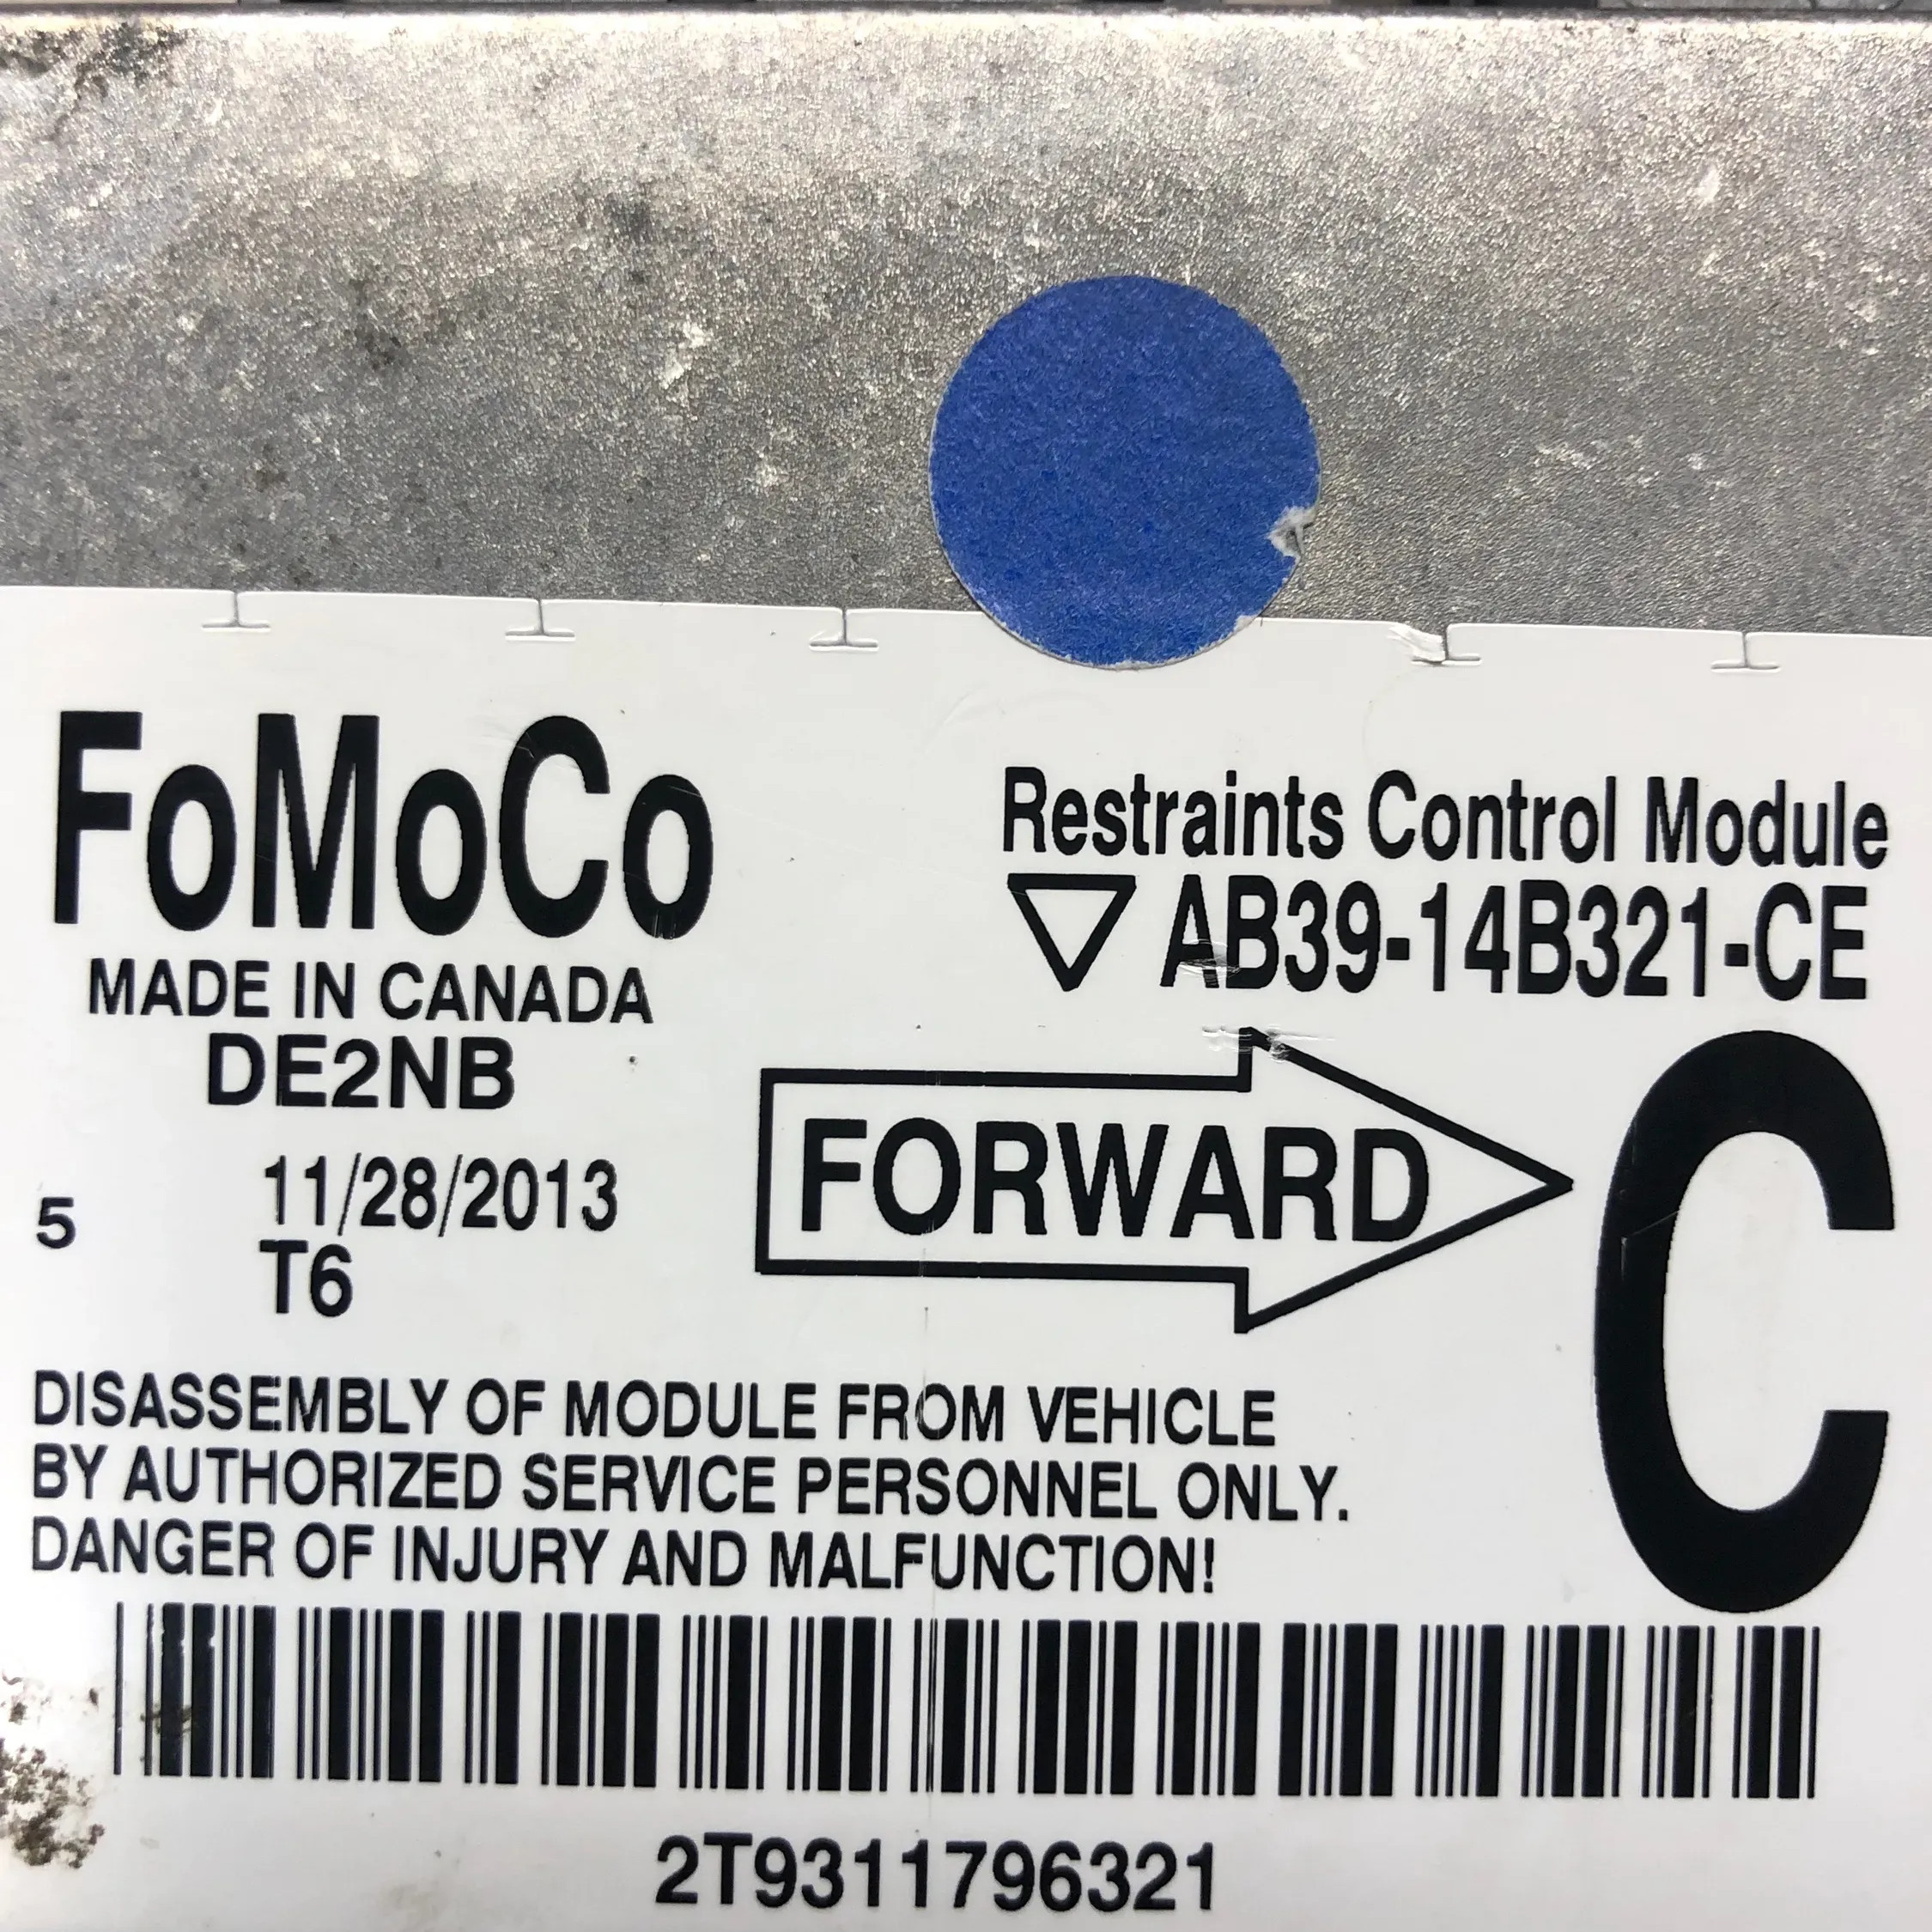 FoMoCo
MADE IN CANADA
DE2NB
5 11/28/2013
T6
Restraints Control Module
▽ AB39-14B321-CE
FORWARD
C
DISASSEMBLY OF MODULE FROM VEHICLE
BY AUTHORIZED SERVICE PERSONNEL ONLY.
DANGER OF INJURY AND MALFUNCTION!
2T9311796321